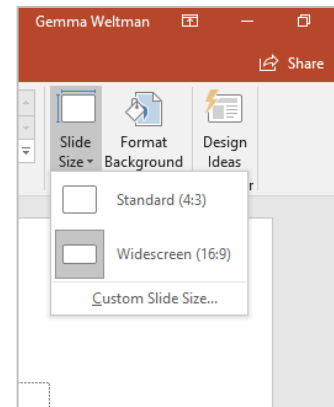 Gemma Weltman
Share
Slide Format Design
Size Background Ideas
r
Standard (4:3)
Widescreen (16:9)
Custom Slide Size...